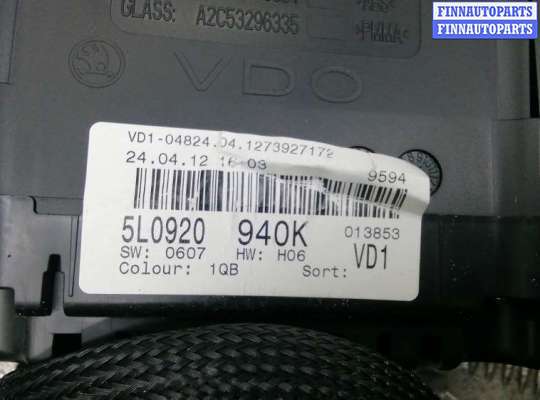 FINNAUTOPARTS
FINNAUTOPARTS
GLASS: A2C53296335
>PMMA<
VDO
VD1-04824.04.1273927172
24.04.12 16:03
9594
5L0920 940K
013853
SW: 0607 HW: H06
VD1
Colour: 1QB Sort: